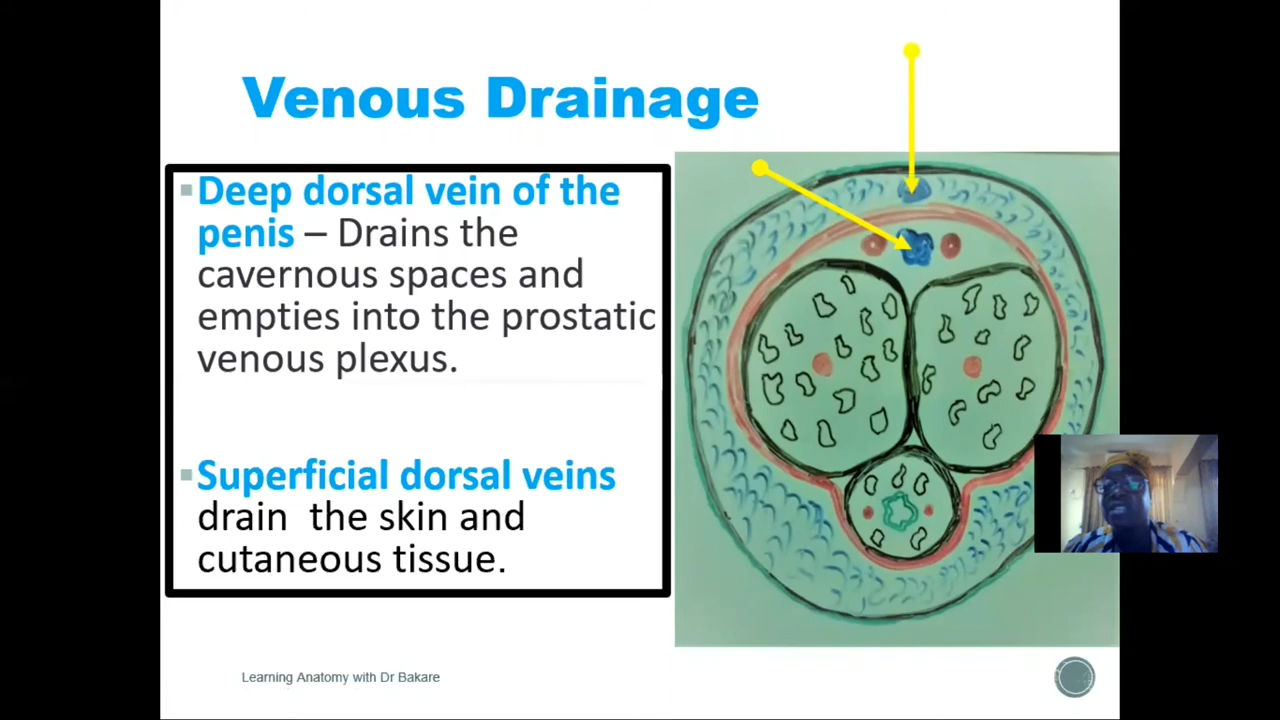 Venous Drainage
▪Deep dorsal vein of the
penis – Drains the
cavernous spaces and
empties into the prostatic
venous plexus.
▪Superficial dorsal veins
drain  the skin and
cutaneous tissue.
Learning Anatomy with Dr Bakare